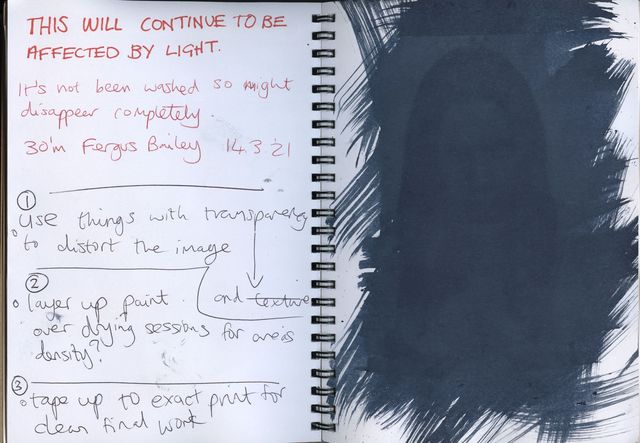 THIS WILL CONTINUE TO BE
AFFECTED BY LIGHT.
It's not been washed so might
disappear completely
30'm Fergus Bailey 14.3.21
①
use things with transparency
to distort the image
②
layer up paint. and texture
over drying sessions for areas
density?
③
tape up to exact print for
clean final work